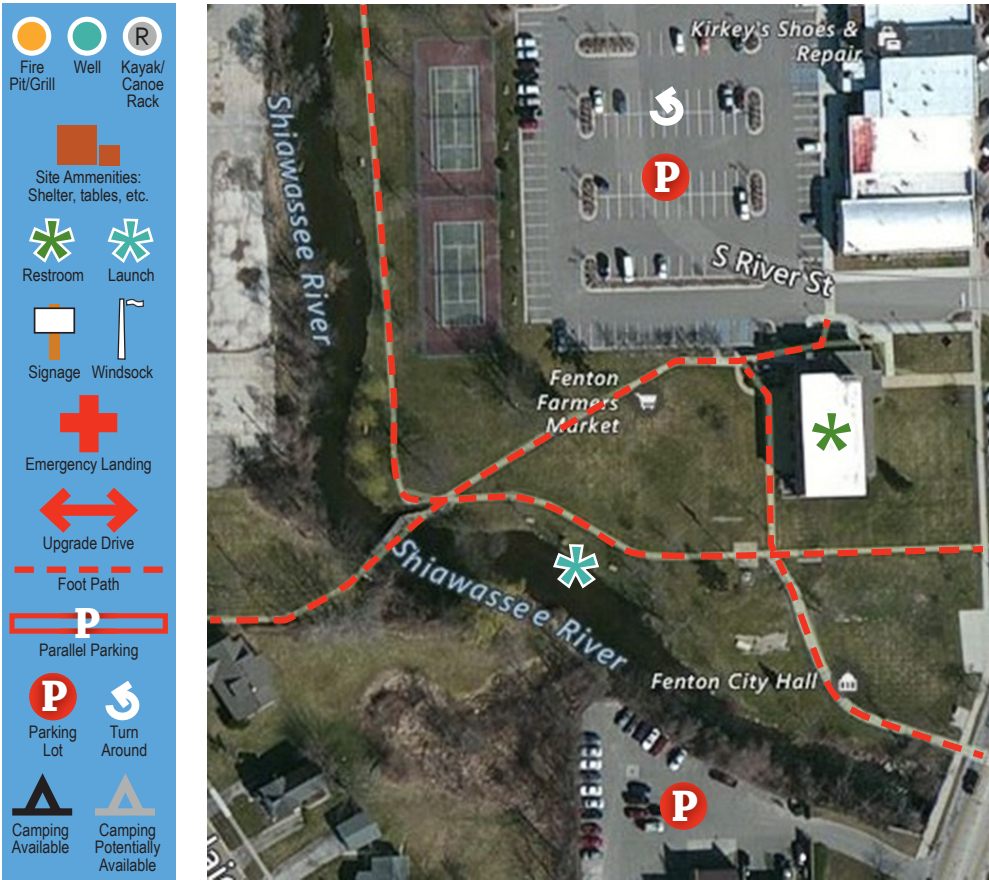 R
Fire
Pit/Grill
Well
Kayak/
Canoe
Rack
Site Ammenities:
Shelter, tables, etc.
Restroom
Launch
Signage
Windsock
Emergency Landing
Upgrade Drive
Foot Path
P
Parallel Parking
P
Parking
Lot
Turn
Around
Camping
Available
Camping
Potentially
Available
Kirkey's Shoes &
Repair
P
S River St
Shiawassee River
Fenton
Farmers
Market
Shiawassee River
Fenton City Hall
P